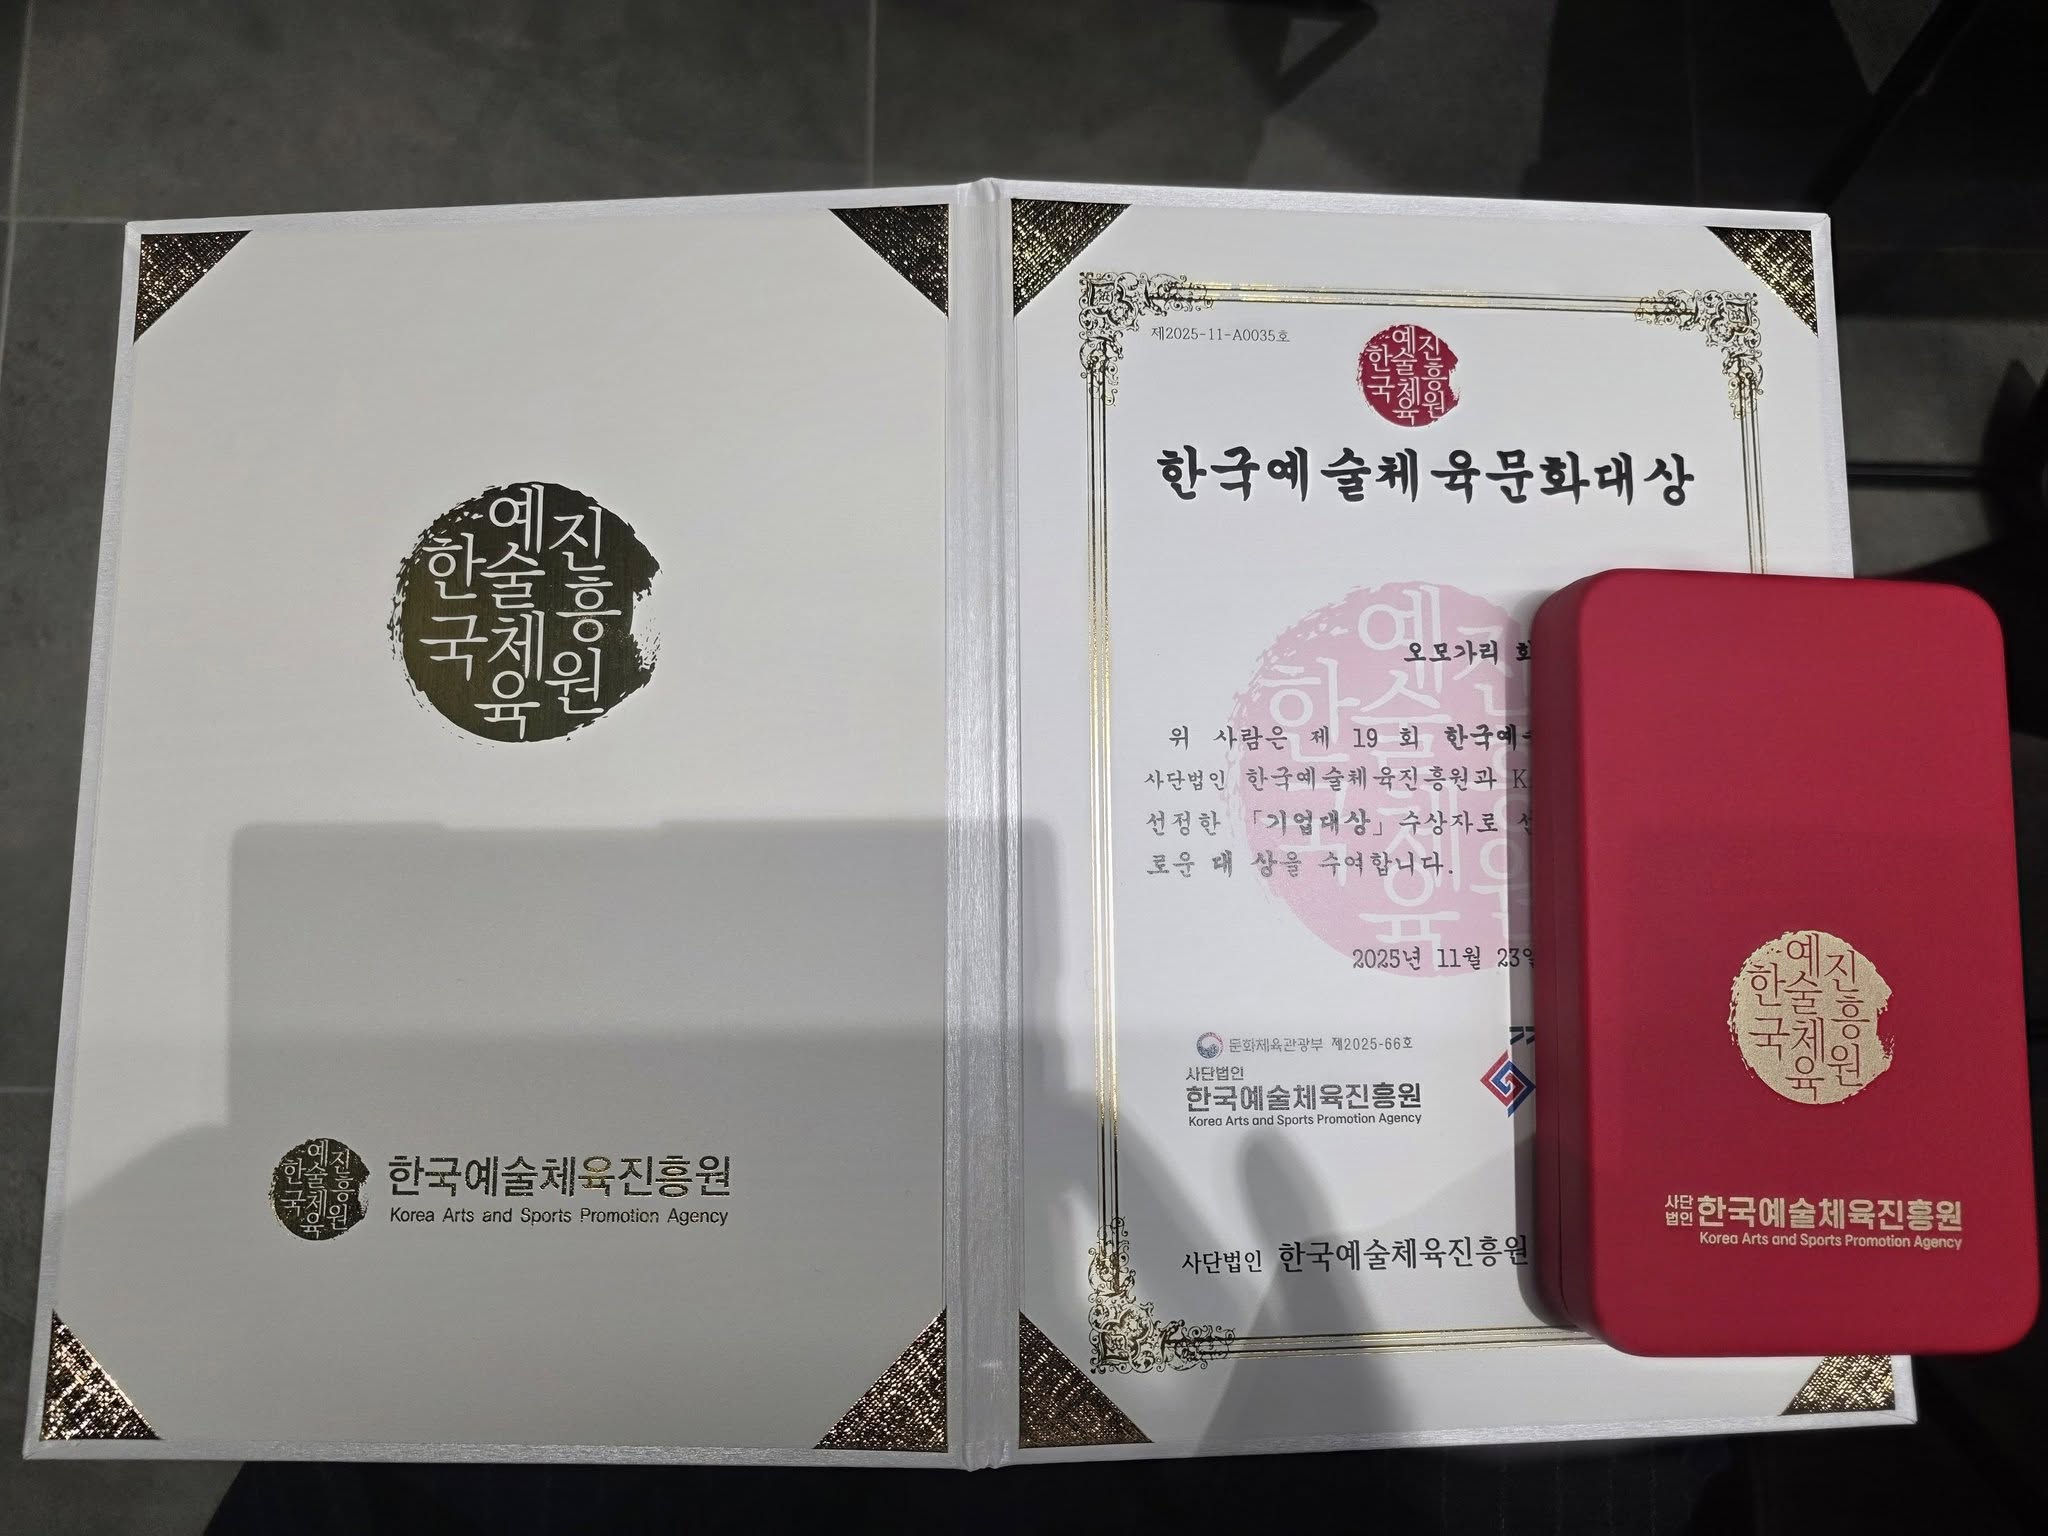 한국
예술체육
진흥원
한국예술체육진흥원
Korea Arts and Sports Promotion Agency
제2025-11-A0035호
한국
예술체육
진흥원
한국예술체육문화대상
오모가리
위 사람은 제 19 회 한국예
사단법인 한국예술체육진흥원과 K
선정한 「기업대상」 수상자로
로운 대 상을 수여합니다.
2025년 11월 23일
문화체육관광부 제2025-66호
사단법인
한국예술체육진흥원
Korea Arts and Sports Promotion Agency
사단법인 한국예술체육진흥원
한국
예술체육
진흥원
사단
법인 한국예술체육진흥원
Korea Arts and Sports Promotion Agency